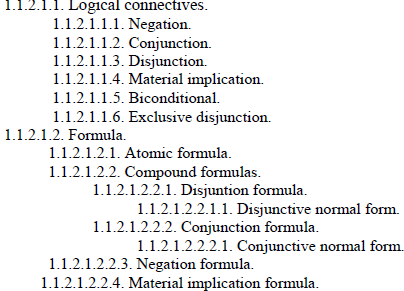 1.1.2.1.1. Logical connectives.
1.1.2.1.1.1. Negation.
1.1.2.1.1.2. Conjunction.
1.1.2.1.1.3. Disjunction.
1.1.2.1.1.4. Material implication.
1.1.2.1.1.5. Biconditional.
1.1.2.1.1.6. Exclusive disjunction.
1.1.2.1.2. Formula.
1.1.2.1.2.1. Atomic formula.
1.1.2.1.2.2. Compound formulas.
1.1.2.1.2.2.1. Disjuntion formula.
1.1.2.1.2.2.1.1. Disjunctive normal form.
1.1.2.1.2.2.2. Conjunction formula.
1.1.2.1.2.2.2.1. Conjunctive normal form.
1.1.2.1.2.2.3. Negation formula.
1.1.2.1.2.2.4. Material implication formula.